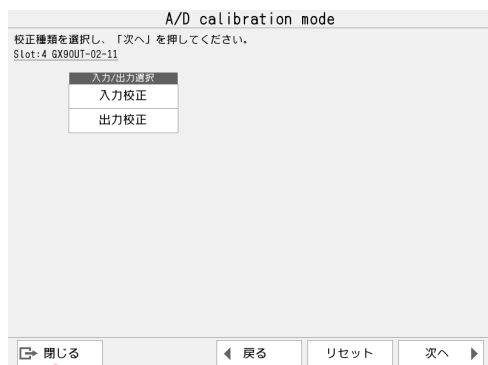 A/D calibration mode
校正種類を選択し、「次へ」を押してください。
Slot:4 GX90UT-02-11
入力/出力選択
入力校正
出力校正
閉じる
戻る
リセット
次へ